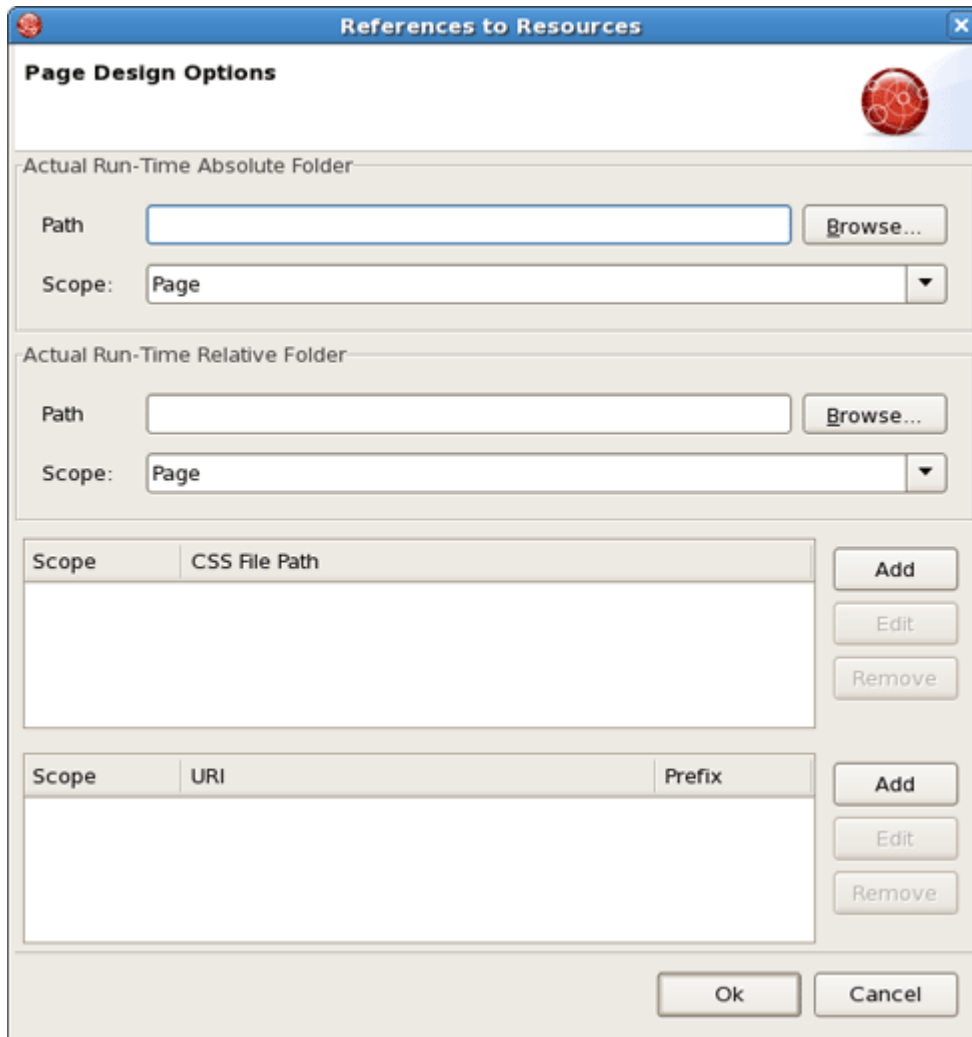 References to Resources
Page Design Options
Actual Run-Time Absolute Folder
Path Browse...
Scope: Page
Actual Run-Time Relative Folder
Path Browse...
Scope: Page
Scope CSS File Path
Add
Edit
Remove
Scope URI Prefix
Add
Edit
Remove
Ok Cancel